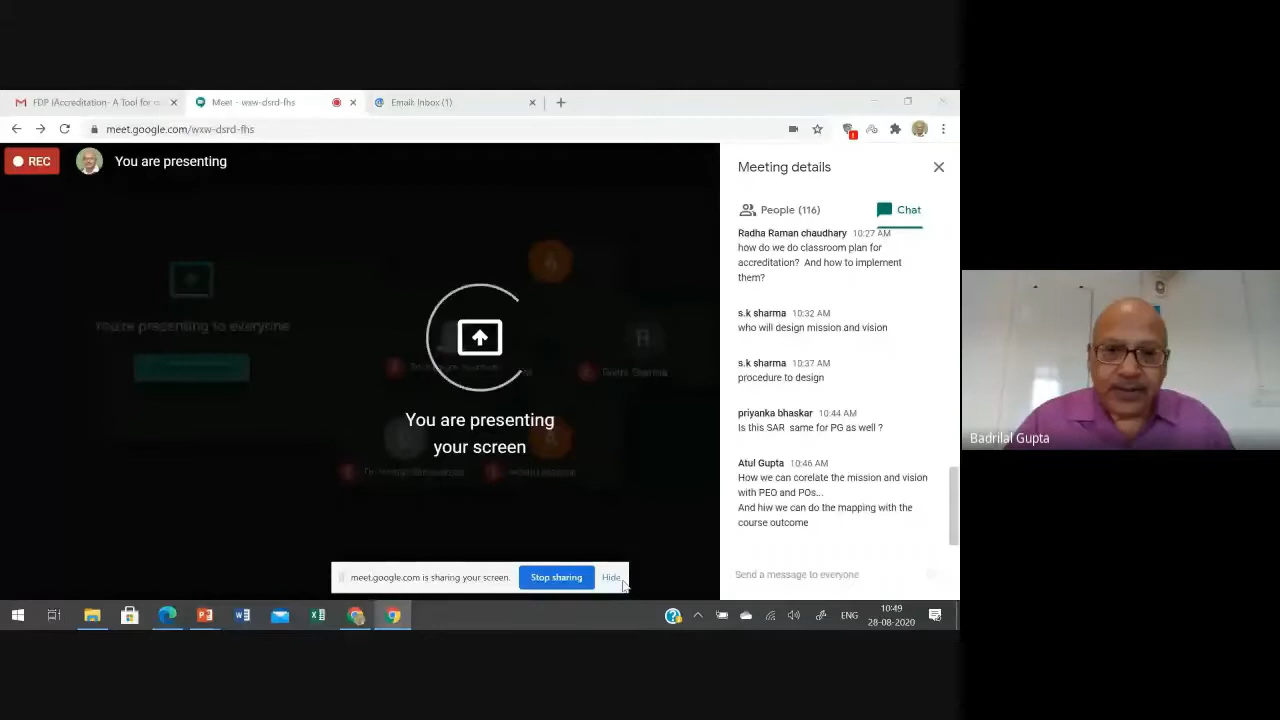 FDP iAccreditation- A Tool for
Meet - wxw-dsrd-fhs
Email: Inbox (1)
meet.google.com/wxw-dsrd-fhs
REC
You are presenting
You're presenting to everyone
You are presenting
your screen
meet.google.com is sharing your screen.
Stop sharing
Hide
Meeting details
People (116)
Chat
Radha Raman chaudhary 10:27 AM
how do we do classroom plan for
accreditation? And how to implement
them?
s.k sharma 10:32 AM
who will design mission and vision
s.k sharma 10:37 AM
procedure to design
priyanka bhaskar 10:44 AM
Is this SAR same for PG as well ?
Atul Gupta 10:46 AM
How we can corelate the mission and vision
with PEO and POs...
And hiw we can do the mapping with the
course outcome
Send a message to everyone
Badrilal Gupta
ENG
10:49
28-08-2020